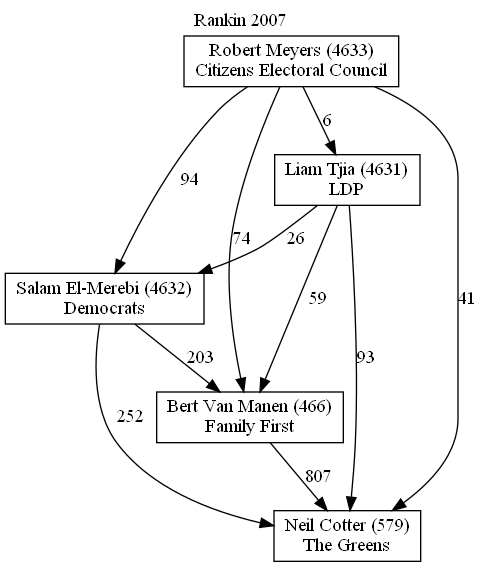 Rankin 2007
Robert Meyers (4633)
Citizens Electoral Council
6
Liam Tjia (4631)
LDP
94
74
26
59
93
41
Salam El-Merebi (4632)
Democrats
203
252
Bert Van Manen (466)
Family First
807
Neil Cotter (579)
The Greens